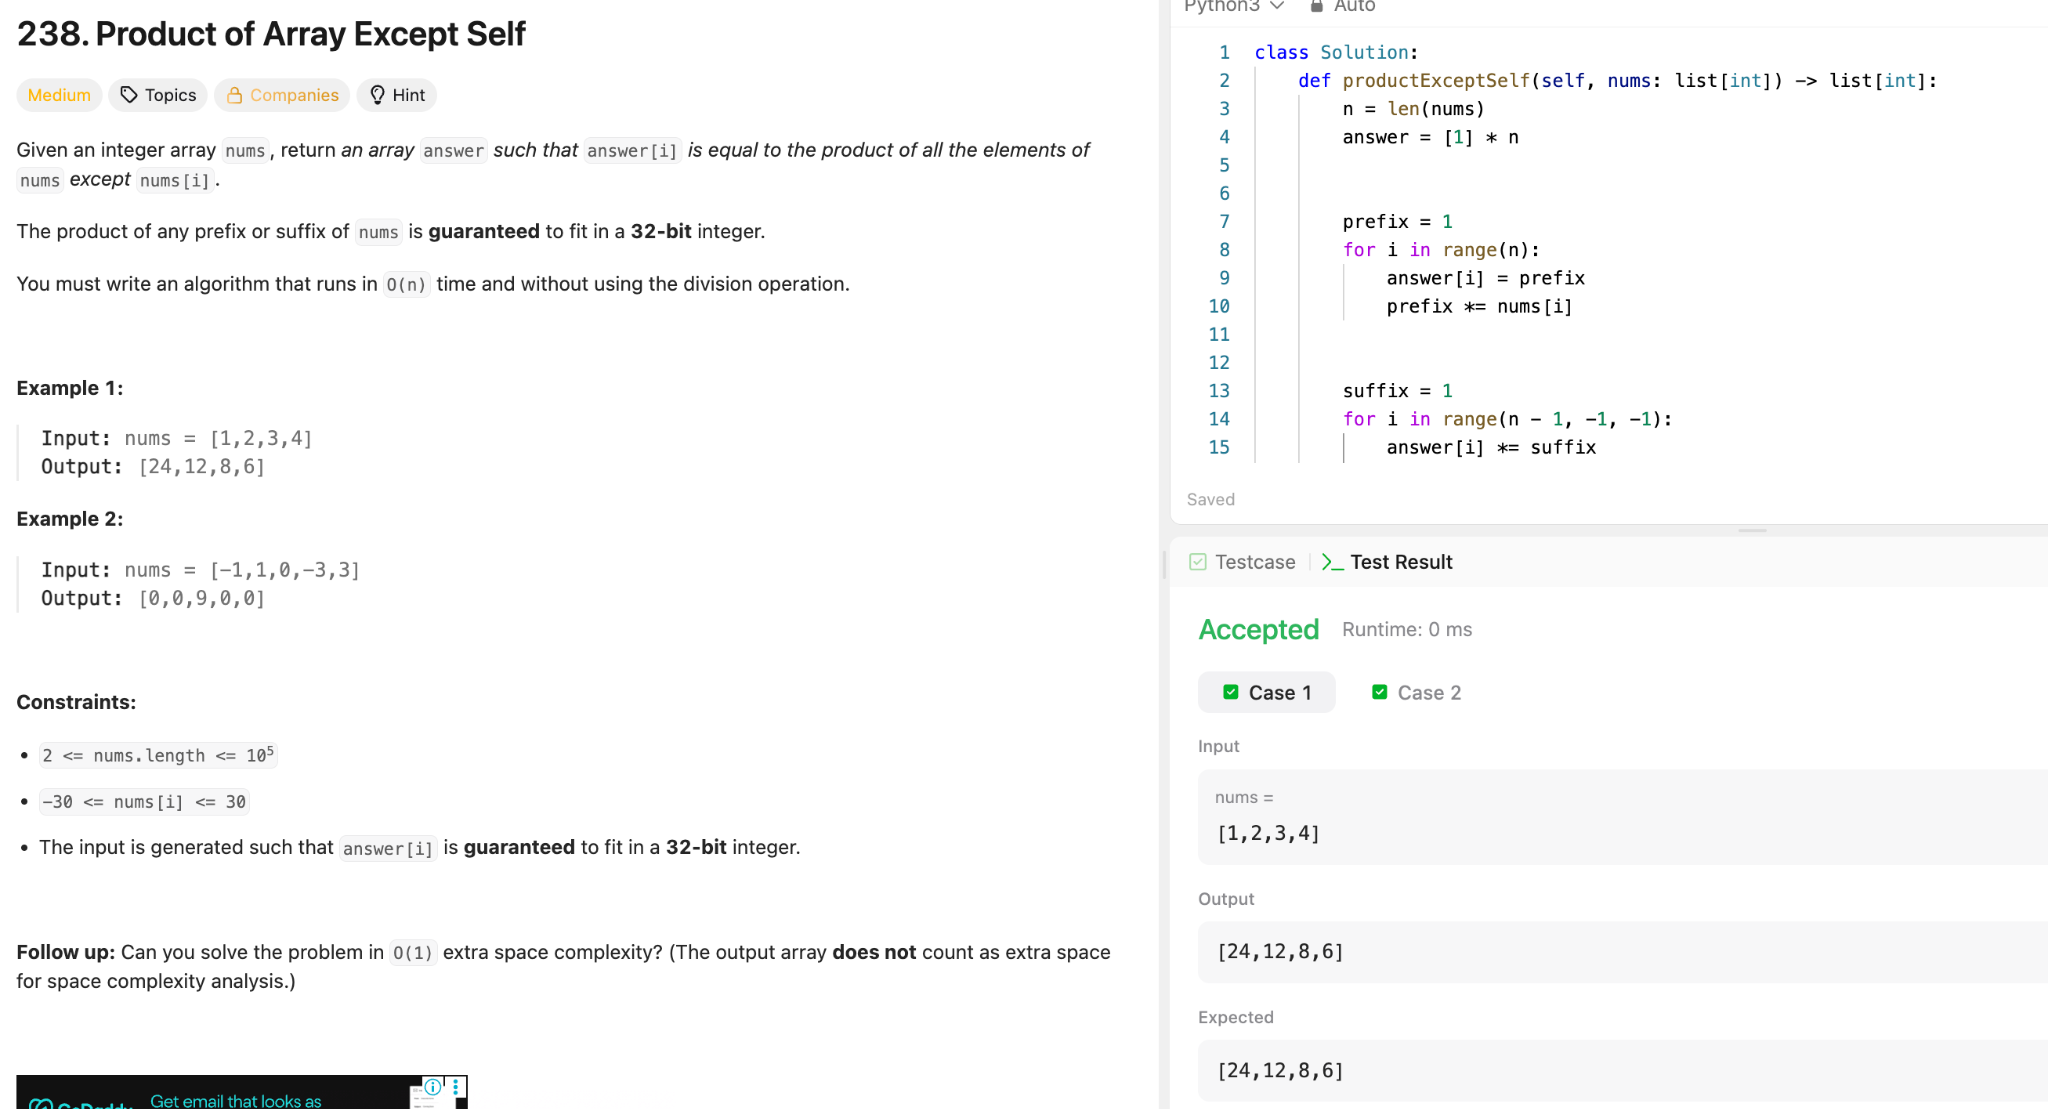 238. Product of Array Except Self
Medium Topics Companies Hint
Given an integer array nums, return an array answer such that answer[i] is equal to the product of all the elements of
nums except nums[i].
The product of any prefix or suffix of nums is guaranteed to fit in a 32-bit integer.
You must write an algorithm that runs in O(n) time and without using the division operation.
Example 1:
Input: nums = [1,2,3,4]
Output: [24,12,8,6]
Example 2:
Input: nums = [-1,1,0,-3,3]
Output: [0,0,9,0,0]
Constraints:
• 2 <= nums.length <= 10⁵
• -30 <= nums[i] <= 30
• The input is generated such that answer[i] is guaranteed to fit in a 32-bit integer.
Follow up: Can you solve the problem in O(1) extra space complexity? (The output array does not count as extra space
for space complexity analysis.)
GoDaddy Get email that looks as
Python3 Auto
1 class Solution:
2     def productExceptSelf(self, nums: list[int]) -> list[int]:
3         n = len(nums)
4         answer = [1] * n
5
6
7         prefix = 1
8         for i in range(n):
9             answer[i] = prefix
10             prefix *= nums[i]
11
12
13         suffix = 1
14         for i in range(n - 1, -1, -1):
15             answer[i] *= suffix
Saved
Testcase >_ Test Result
Accepted Runtime: 0 ms
Case 1 Case 2
Input
nums =
[1,2,3,4]
Output
[24,12,8,6]
Expected
[24,12,8,6]